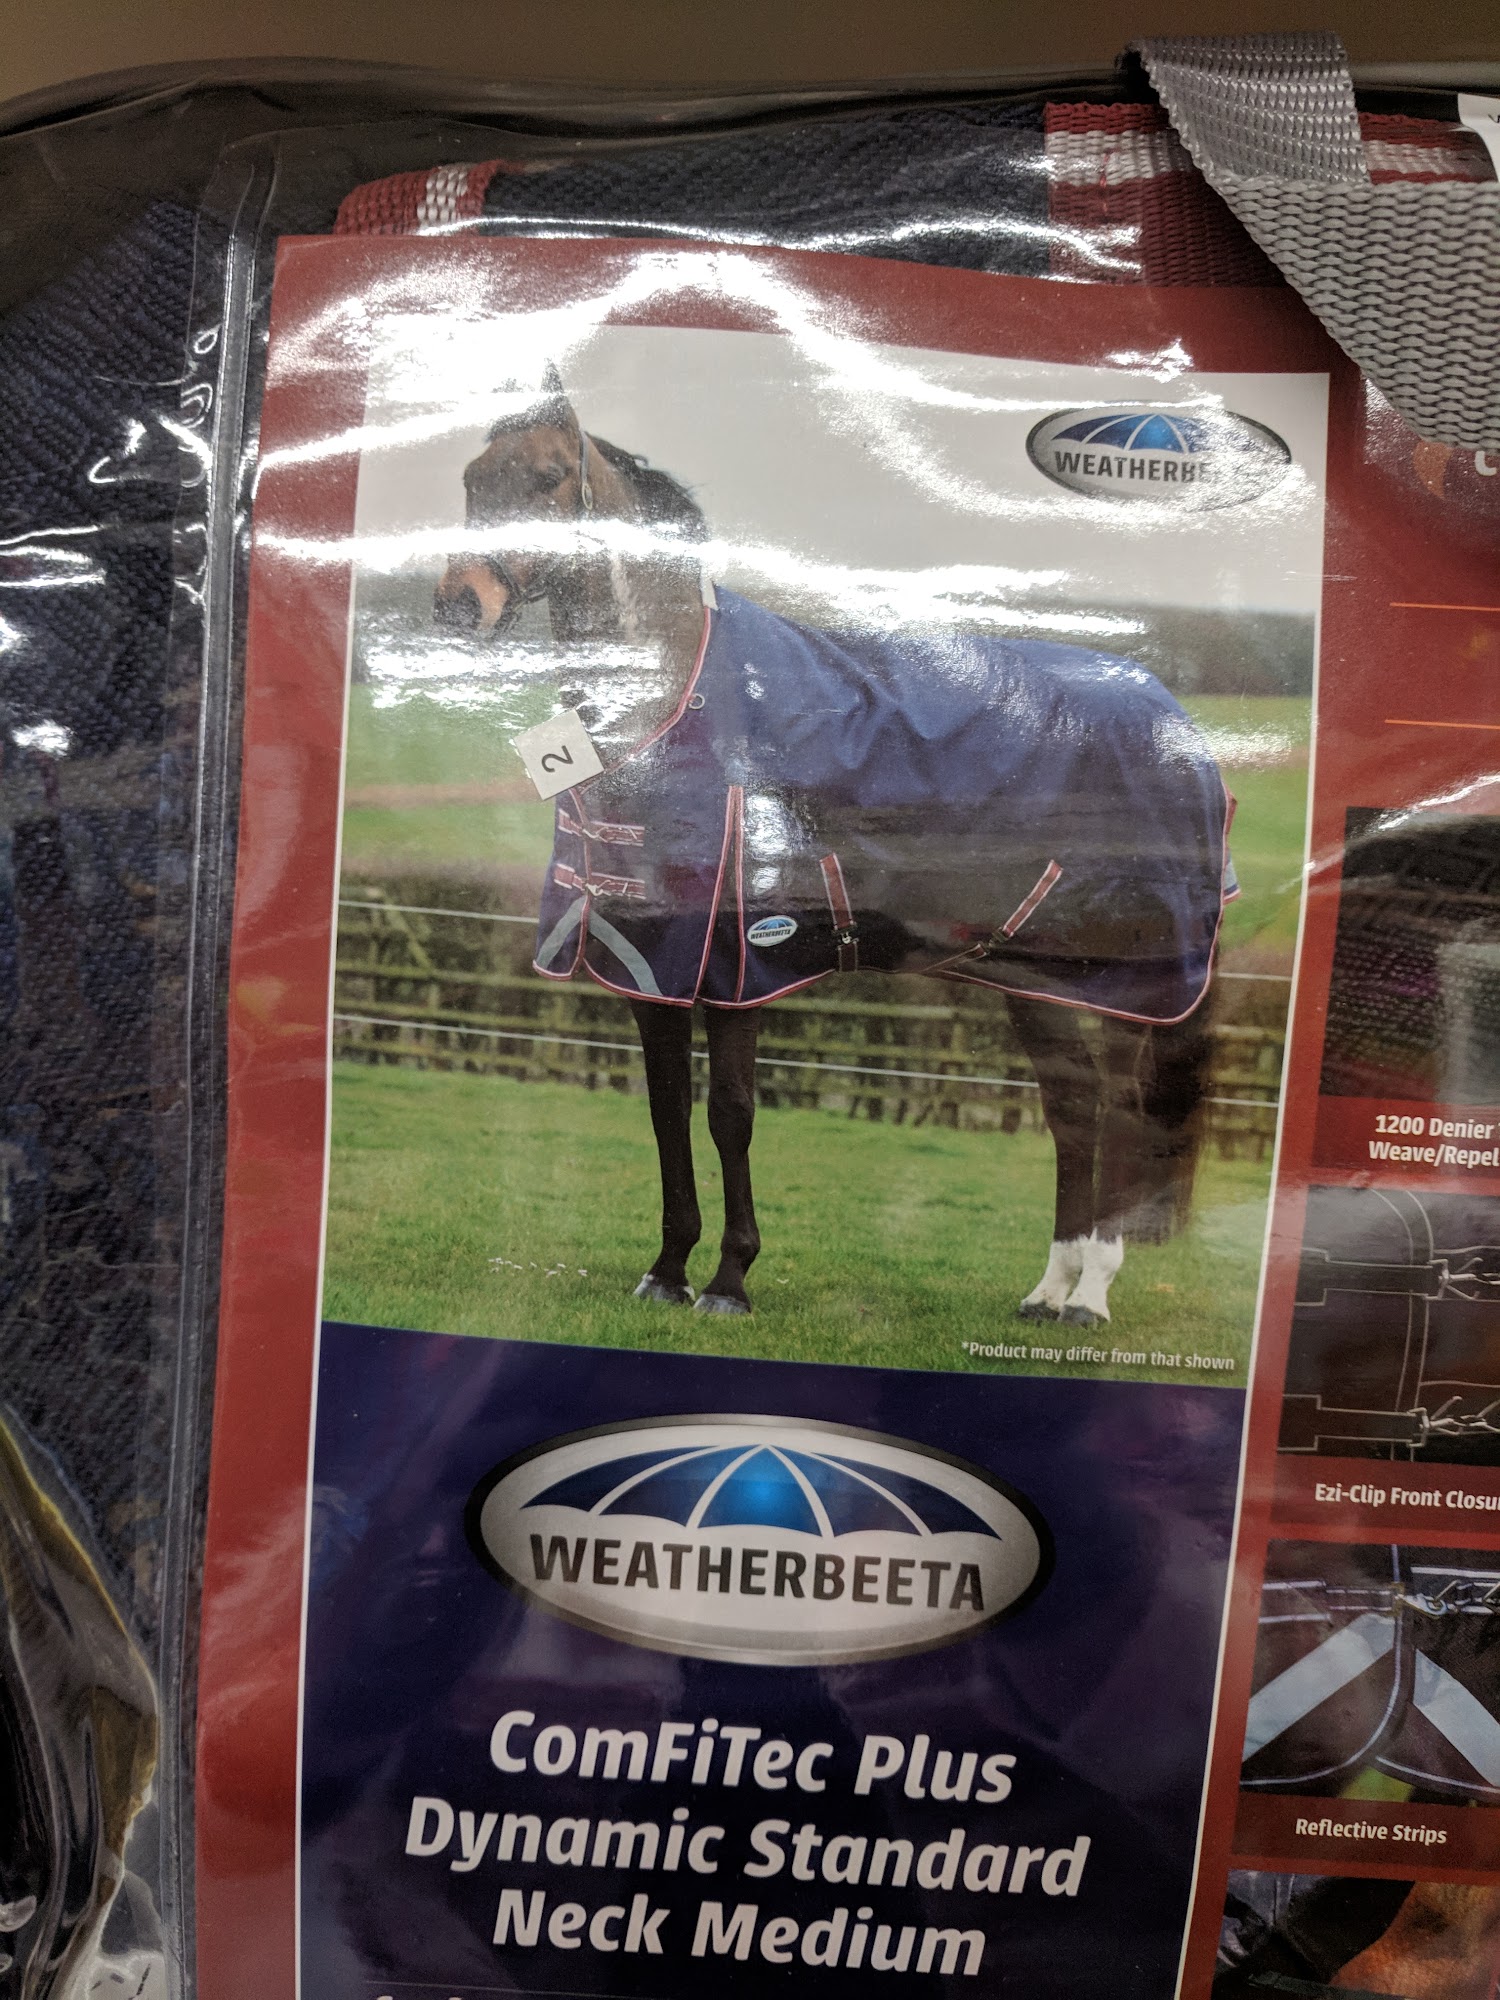 WEATHERBE
2
WEATHERBEETA
*Product may differ from that shown
WEATHERBEETA
ComFiTec Plus
Dynamic Standard
Neck Medium
1200 Denier
Weave/Repel
Ezi-Clip Front Closu
Reflective Strips